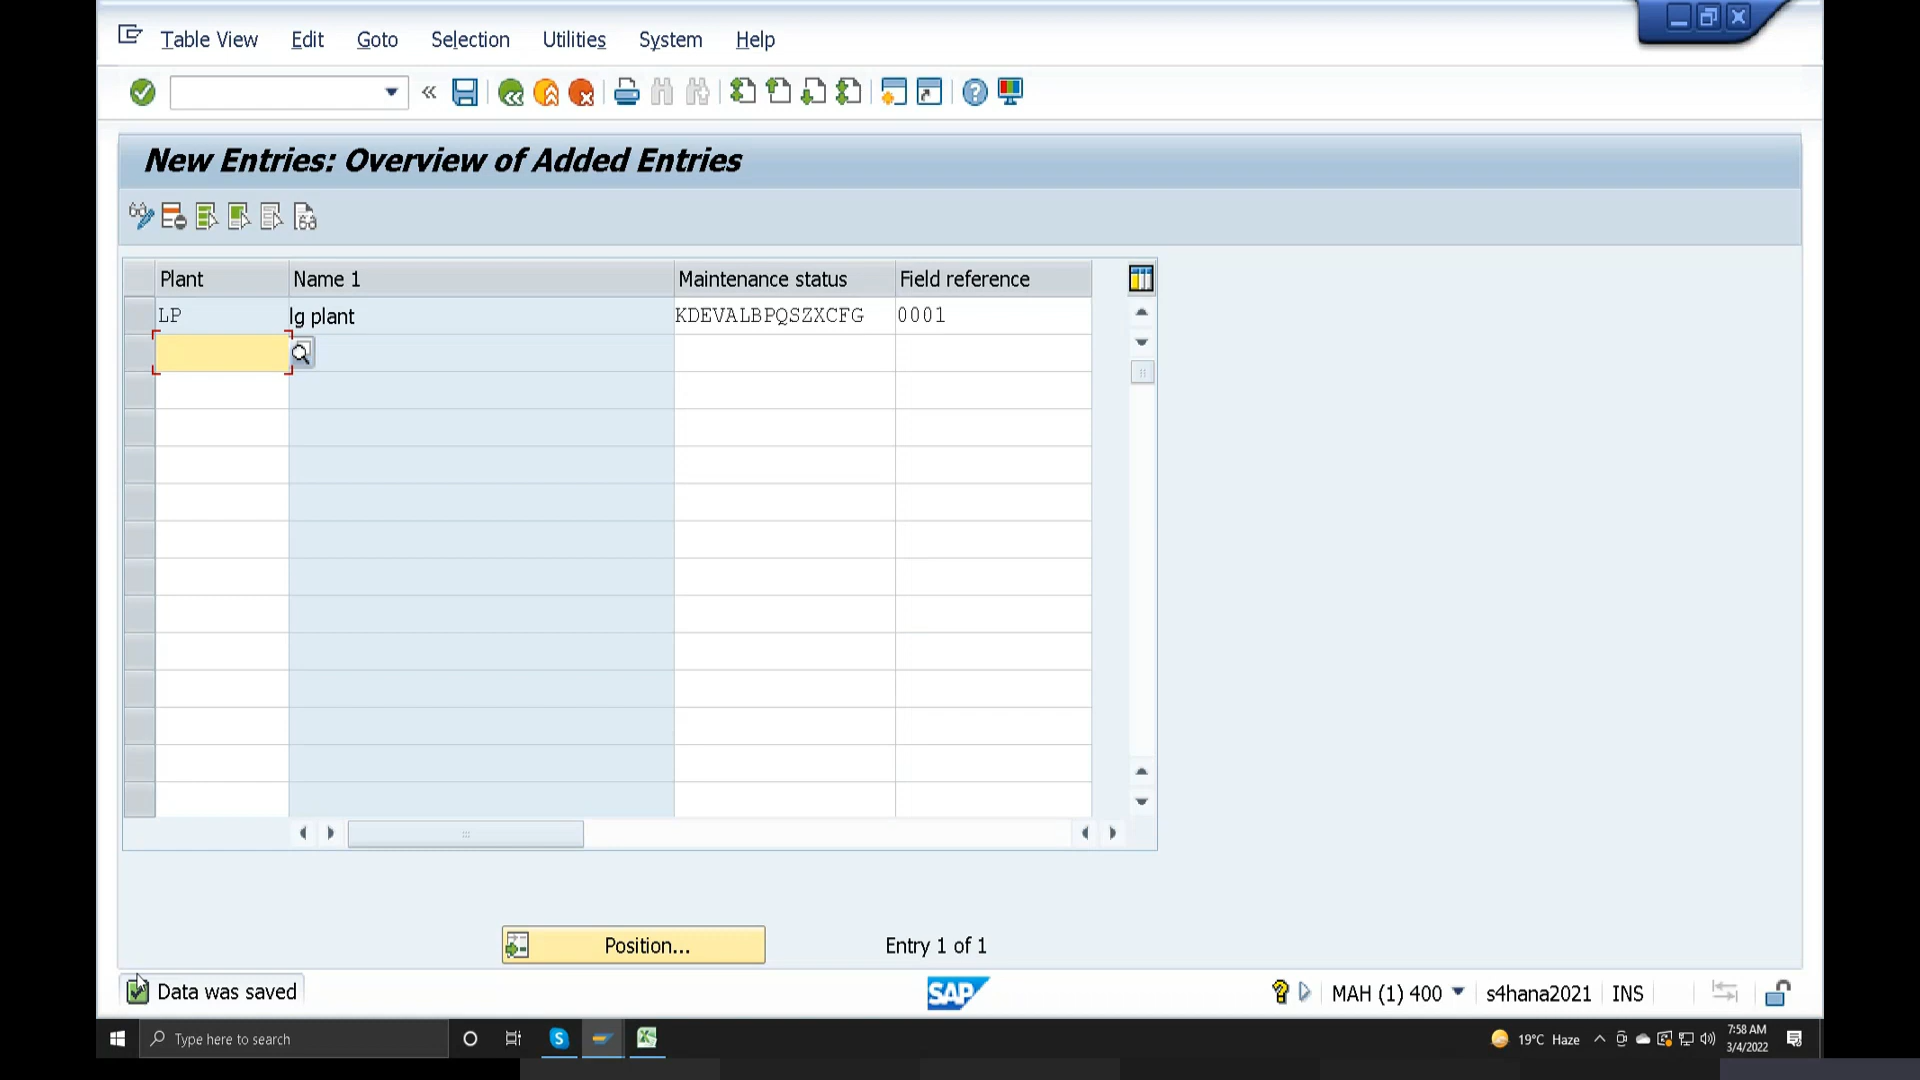 Table View Edit Goto Selection Utilities System Help
New Entries: Overview of Added Entries
Plant Name 1 Maintenance status Field reference
LP lg plant KDEVALBPQSZXCFG 0001
Position... Entry 1 of 1
Data was saved SAP MAH (1) 400 s4hana2021 INS
Type here to search 19°C Haze 7:58 AM
3/4/2022